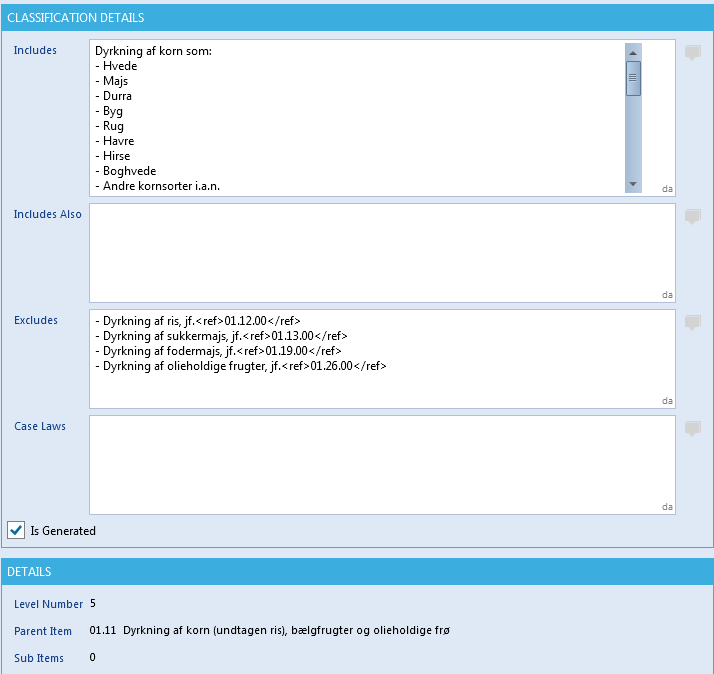 CLASSIFICATION DETAILS
Includes
Dyrkning af korn som:
- Hvede
- Majs
- Durra
- Byg
- Rug
- Havre
- Hirse
- Boghvede
- Andre kornsorter i.a.n.
da
Includes Also
da
Excludes
- Dyrkning af ris, jf.<ref>01.12.00</ref>
- Dyrkning af sukkermajs, jf.<ref>01.13.00</ref>
- Dyrkning af fodermajs, jf.<ref>01.19.00</ref>
- Dyrkning af olieholdige frugter, jf.<ref>01.26.00</ref>
da
Case Laws
da
Is Generated
DETAILS
Level Number 5
Parent Item 01.11 Dyrkning af korn (undtagen ris), bælgfrugter og olieholdige frø
Sub Items 0